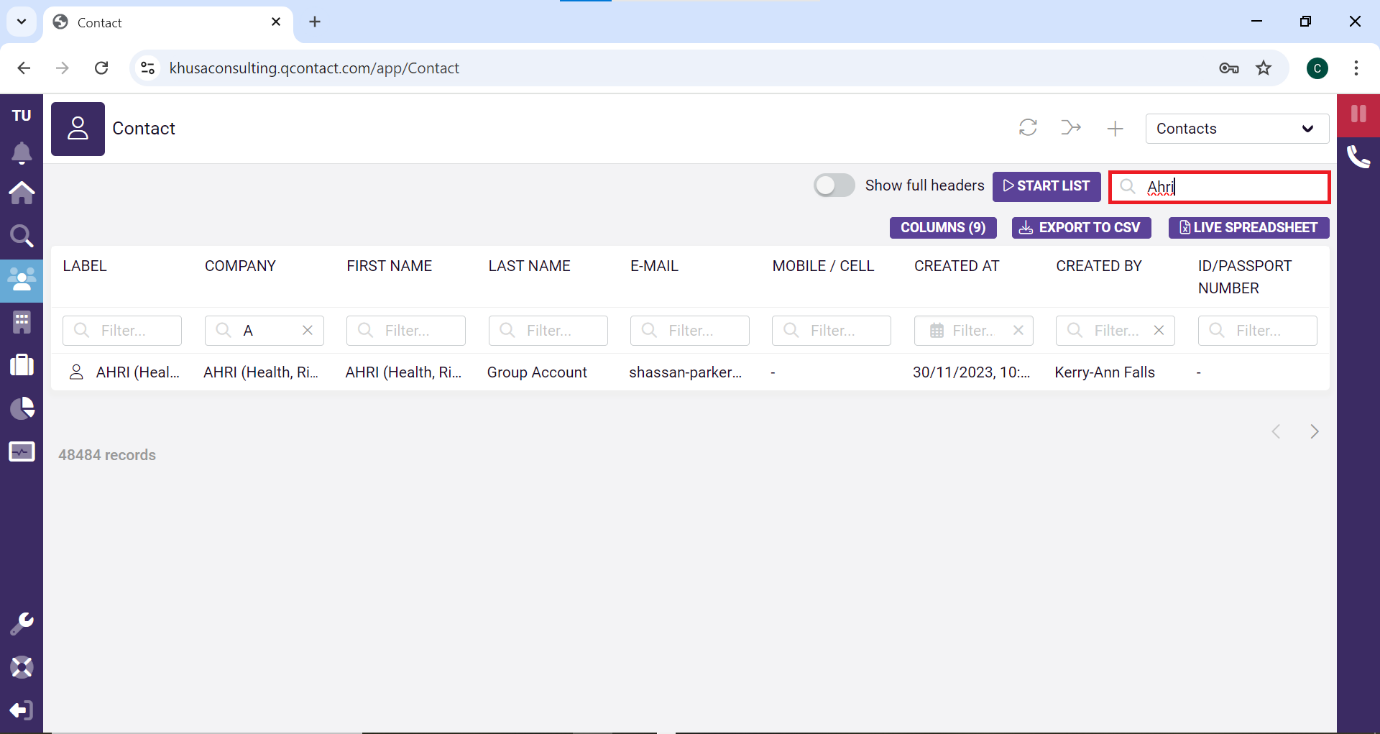 Contact
khusaconsulting.qcontact.com/app/Contact
C
TU
Contact
Contacts
Show full headers
START LIST
Ahri
COLUMNS (9)
EXPORT TO CSV
LIVE SPREADSHEET
LABEL COMPANY FIRST NAME LAST NAME E-MAIL MOBILE / CELL CREATED AT CREATED BY ID/PASSPORT
NUMBER
Filter... A Filter... Filter... Filter... Filter... Filter.. Filter... Filter...
AHRI (Heal... AHRI (Health, Ri... AHRI (Health, Ri... Group Account shassan-parker... - 30/11/2023, 10:... Kerry-Ann Falls -
48484 records